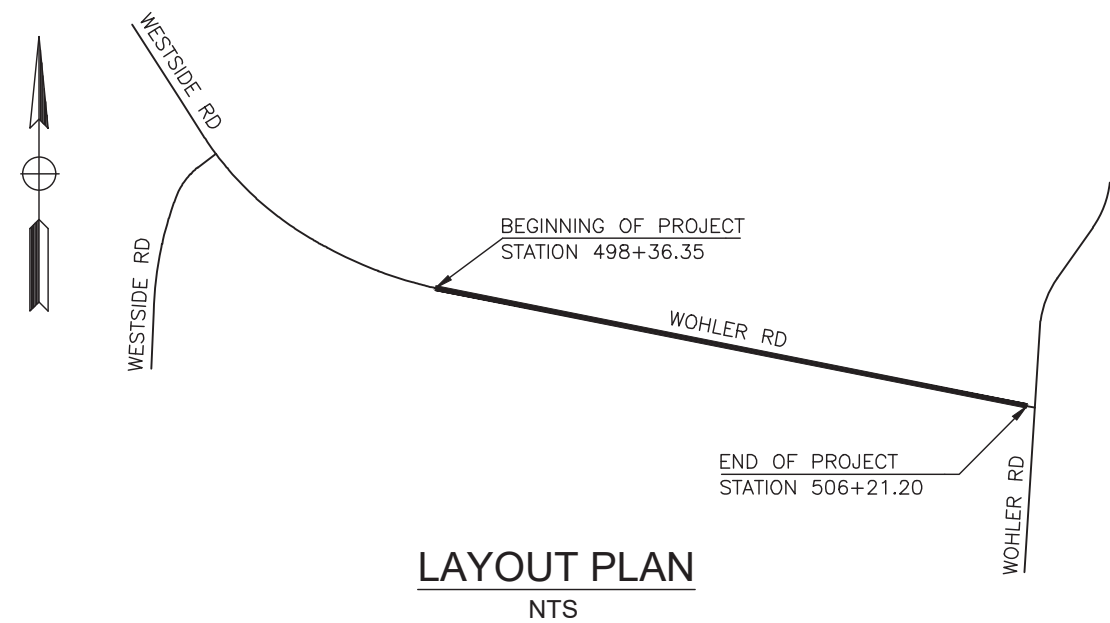 WESTSIDE RD
WESTSIDE RD
BEGINNING OF PROJECT
STATION 498+36.35
WOHLER RD
END OF PROJECT
STATION 506+21.20
WOHLER RD
LAYOUT PLAN
NTS